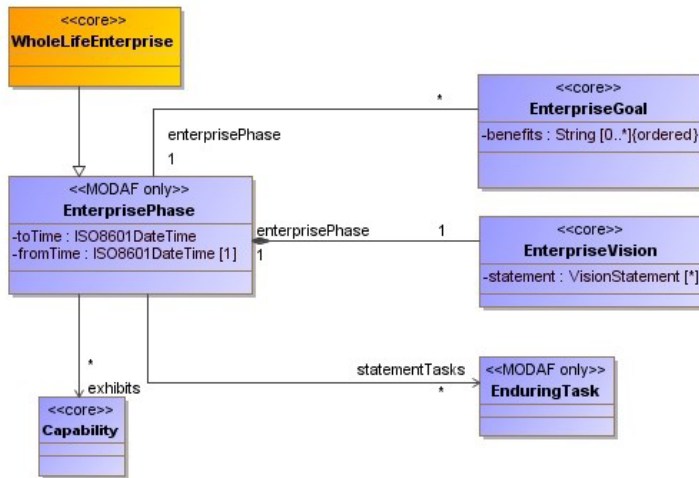 <<core>>
WholeLifeEnterprise
<<core>>
EnterpriseGoal
-benefits : String [0..*]{ordered}
*
enterprisePhase
1
<<MODAF only>>
EnterprisePhase
-toTime : ISO8601DateTime
-fromTime : ISO8601DateTime [1]
enterprisePhase
1
1
<<core>>
EnterpriseVision
-statement : VisionStatement [*]
*
exhibits
statementTasks
*
<<MODAF only>>
EnduringTask
<<core>>
Capability